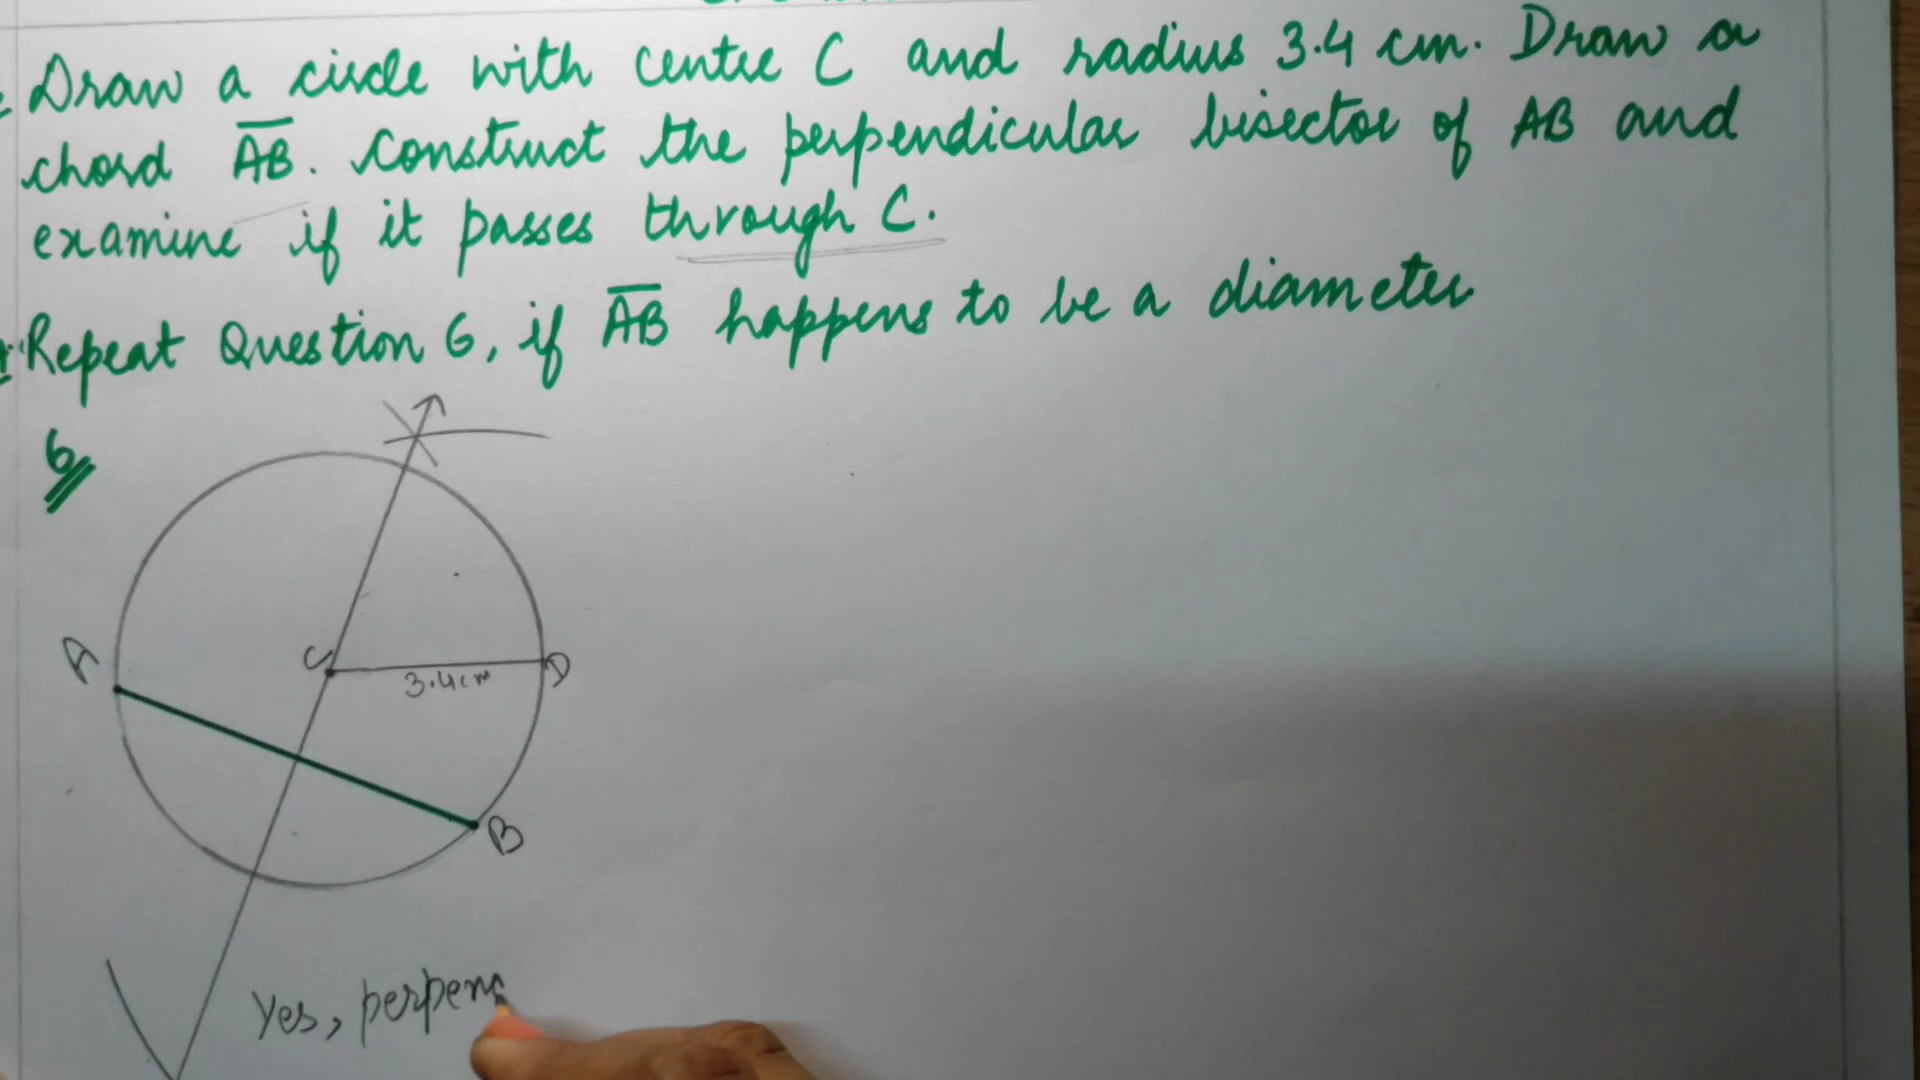 Draw a circle with centre C and radius 3.4 cm. Draw a
chord AB. Construct the perpendicular bisector of AB and
examine if it passes through C.
Repeat Question 6, if AB happens to be a diameter
6
A
C
3.4cm
D
B
Yes, perpen